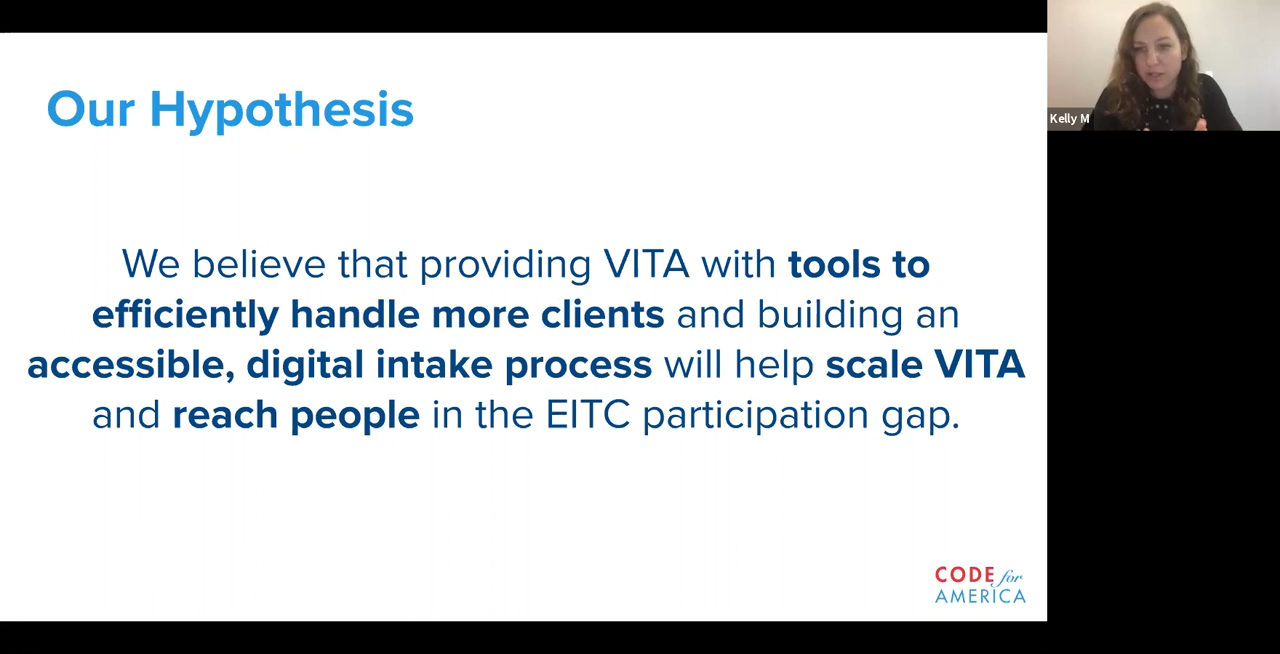 Our Hypothesis
We believe that providing VITA with tools to
efficiently handle more clients and building an
accessible, digital intake process will help scale VITA
and reach people in the EITC participation gap.
CODE for
AMERICA
Kelly M